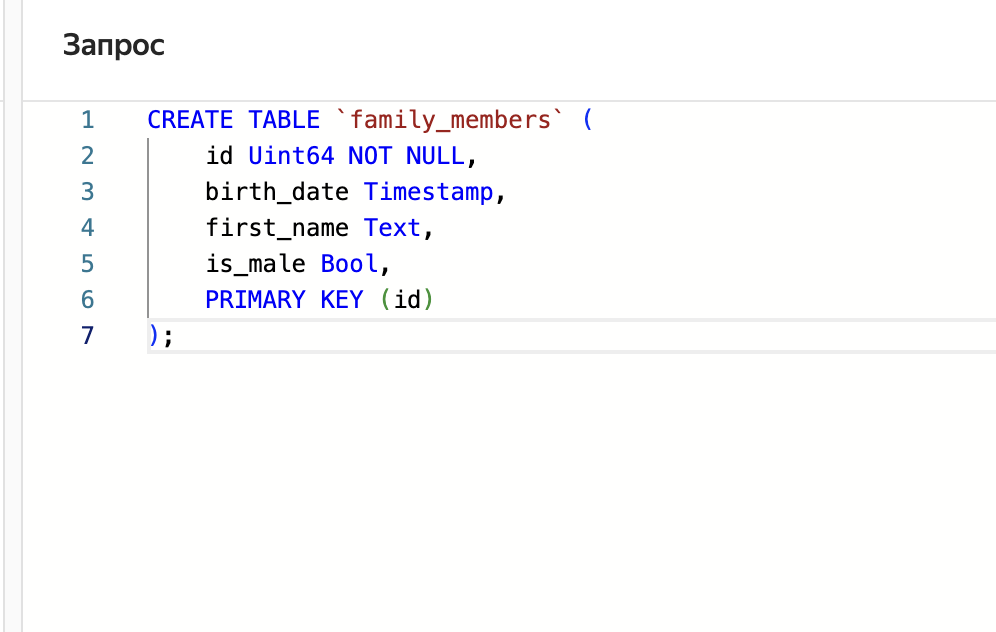 Запрос
1 CREATE TABLE `family_members` (
2 id Uint64 NOT NULL,
3 birth_date Timestamp,
4 first_name Text,
5 is_male Bool,
6 PRIMARY KEY (id)
7 );